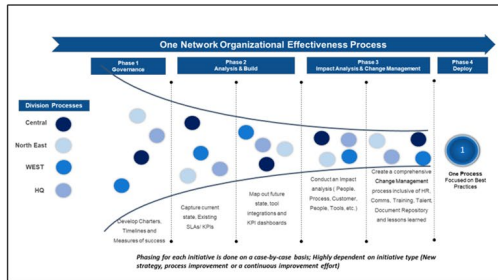 One Network Organizational Effectiveness Process
Phase 1
Governance
Phase 2
Analysis & Build
Phase 3
Impact Analysis & Change Management
Phase 4
Deploy
Division Processes
Central
North East
WEST
HQ
Develop Charters,
Timelines and
Measures of success
Capture current
state, Existing
SLAs/ KPIs
Map out future
state, tool
integrations and
KPI dashboards
Conduct an impact
analysis ( People,
Process, Customer,
People, Tools, etc.)
Create a comprehensive
Change Management
process inclusive of HR,
Comms, Training, Talent,
Document Repository
and lessons learned
1
One Process
Focused on Best
Practices
Phasing for each initiative is done on a case-by-case basis; Highly dependent on initiative type (New
strategy, process improvement or a continuous improvement effort)